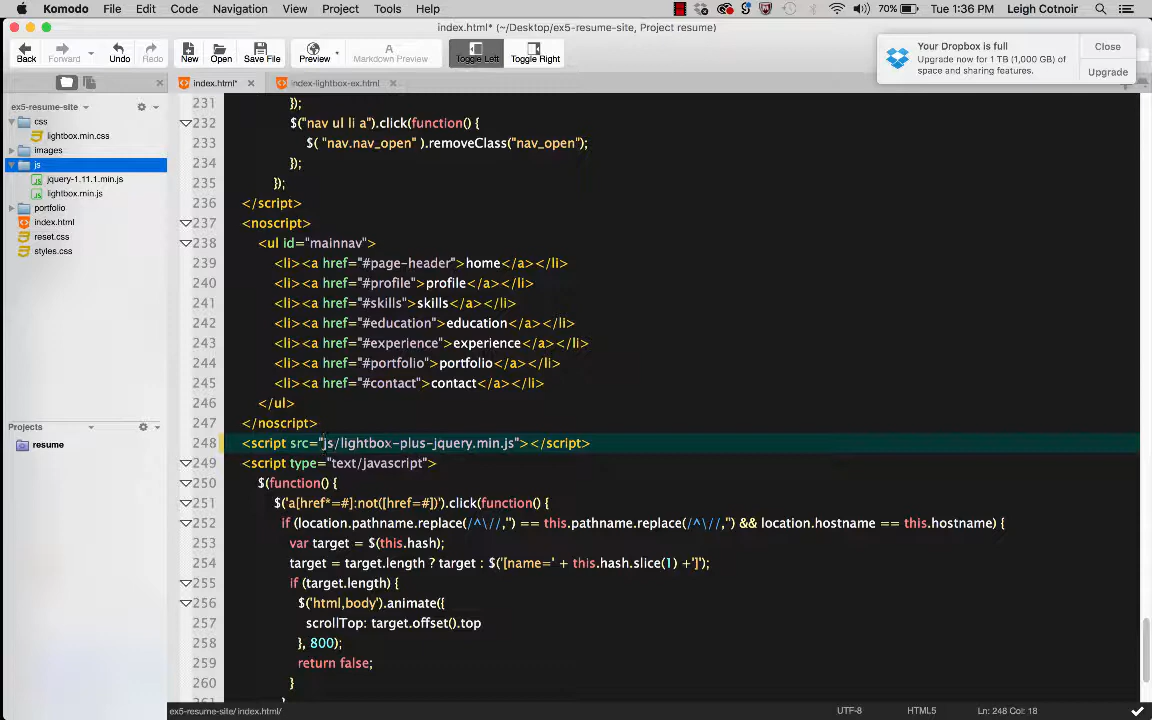 Komodo File Edit Code Navigation View Project Tools Help 70% Tue 1:36 PM Leigh Cotnoir
index.html* (~/Desktop/ex5-resume-site, Project resume)
Back Forward Undo Redo New Open Save File Preview Markdown Preview Toggle Left Toggle Right
Your Dropbox is full
Upgrade now for 1 TB (1,000 GB) of
space and sharing features.
Close
Upgrade
index.html* index-lightbox-ex.html
ex5-resume-site
css
lightbox.min.css
images
js
jquery-1.11.1.min.js
lightbox.min.js
portfolio
index.html
reset.css
styles.css
Projects
resume
231 });
232 $("nav ul li a").click(function() {
233 $( "nav.nav_open" ).removeClass("nav_open");
234 });
235 });
236 </script>
237 <noscript>
238 <ul id="mainnav">
239 <li><a href="#page-header">home</a></li>
240 <li><a href="#profile">profile</a></li>
241 <li><a href="#skills">skills</a></li>
242 <li><a href="#education">education</a></li>
243 <li><a href="#experience">experience</a></li>
244 <li><a href="#portfolio">portfolio</a></li>
245 <li><a href="#contact">contact</a></li>
246 </ul>
247 </noscript>
248 <script src="js/lightbox-plus-jquery.min.js"></script>
249 <script type="text/javascript">
250 $(function() {
251 $('a[href*=#]:not([href=#])').click(function() {
252 if (location.pathname.replace(/^\//,'') == this.pathname.replace(/^\//,'') && location.hostname == this.hostname) {
253 var target = $(this.hash);
254 target = target.length ? target : $('[name=' + this.hash.slice(1) +']');
255 if (target.length) {
256 $('html,body').animate({
257 scrollTop: target.offset().top
258 }, 800);
259 return false;
260 }
261 }
ex5-resume-site/index.html/ UTF-8 HTML5 Ln: 248 Col: 18